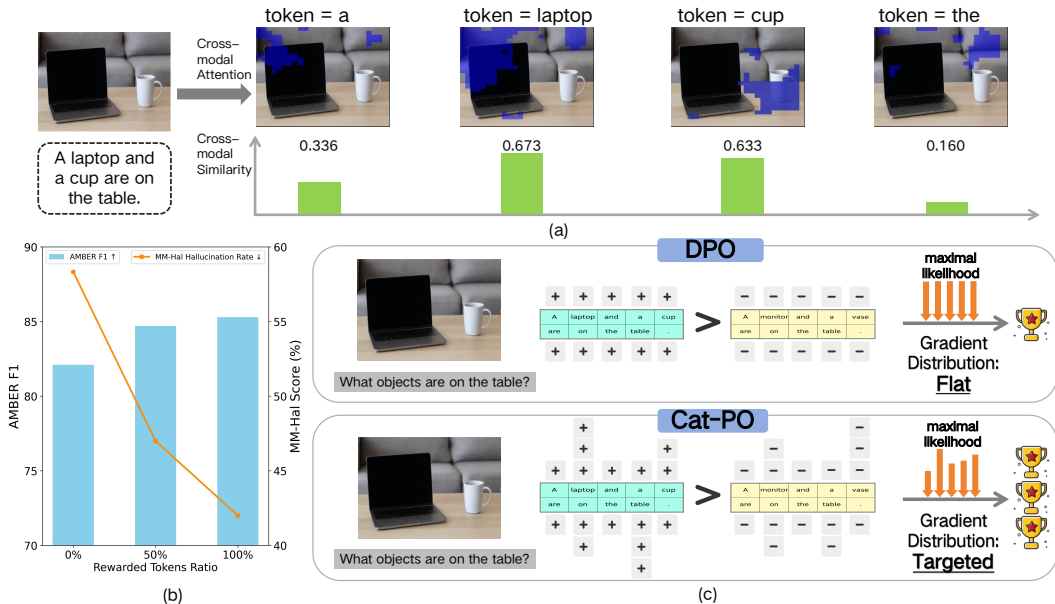 token = a
token = laptop
token = cup
token = the
Cross-
modal
Attention
A laptop and
a cup are on
the table.
Cross-
modal
Similarity
0.336
0.673
0.633
0.160
(a)
90
85
80
75
70
AMBER F1
AMBER F1 ↑
MM-Hal Hallucination Rate ↓
60
55
50
45
40
MM-Hal Score (%)
0%
50%
100%
Rewarded Tokens Ratio
(b)
DPO
What objects are on the table?
+ + + + +
A laptop and a cup
are on the table .
+ + + + +
>
− − − − −
A monitor and a vase
are on the table .
− − − − −
maximal
likelihood
Gradient
Distribution:
Flat
Cat-PO
What objects are on the table?
+
+
+ + + + +
A laptop and a cup
are on the table .
+ + + + +
+ +
+
>
−
− −
− − − − −
A monitor and a vase
are on the table .
− − − − −
− −
maximal
likelihood
Gradient
Distribution:
Targeted
(c)